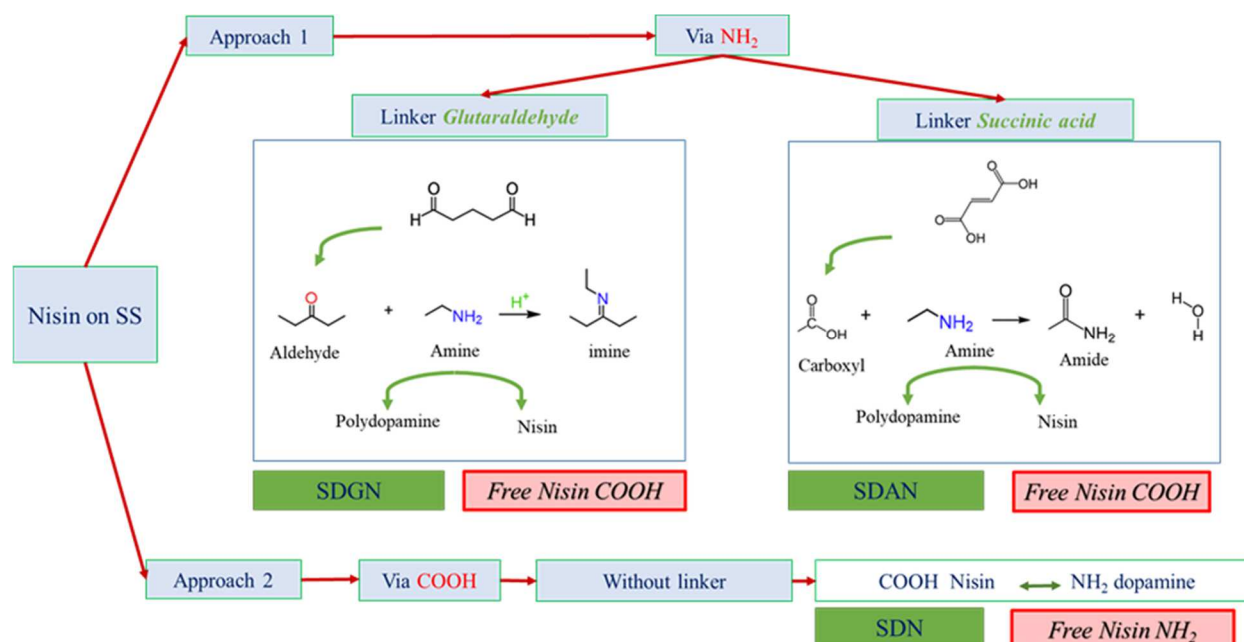 Approach 1
Via NH₂
Linker Glutaraldehyde
Linker Succinic acid
O O
H H
O
OH
O
OH
O
+
NH₂
H⁺
N
Aldehyde
Amine
imine
Polydopamine
Nisin
O
OH
+
NH₂
O
NH₂
+
H O
H
Carboxyl
Amine
Amide
Polydopamine
Nisin
Nisin on SS
SDGN
Free Nisin COOH
SDAN
Free Nisin COOH
Approach 2
Via COOH
Without linker
COOH Nisin NH₂ dopamine
SDN
Free Nisin NH₂